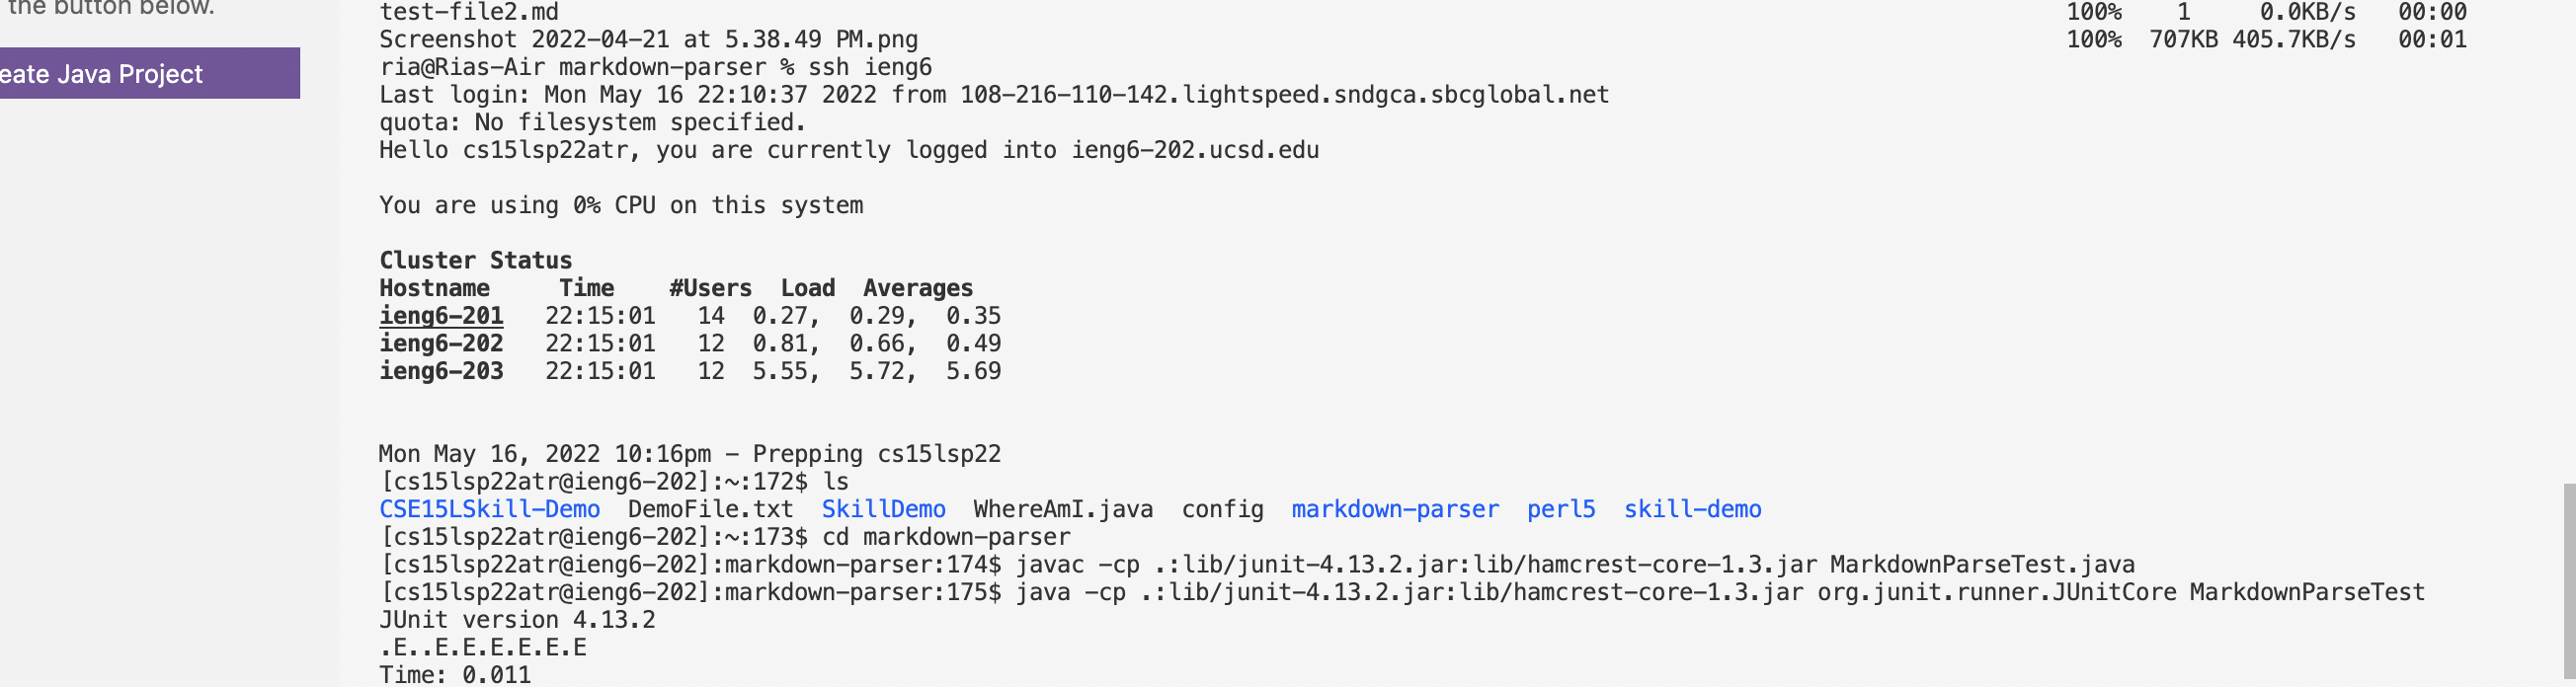 the button below.
eate Java Project
test-file2.md 100% 1 0.0KB/s 00:00
Screenshot 2022-04-21 at 5.38.49 PM.png 100% 707KB 405.7KB/s 00:01
ria@Rias-Air markdown-parser % ssh ieng6
Last login: Mon May 16 22:10:37 2022 from 108-216-110-142.lightspeed.sndgca.sbcglobal.net
quota: No filesystem specified.
Hello cs15lsp22atr, you are currently logged into ieng6-202.ucsd.edu
You are using 0% CPU on this system
Cluster Status
Hostname Time #Users Load Averages
ieng6-201 22:15:01 14 0.27, 0.29, 0.35
ieng6-202 22:15:01 12 0.81, 0.66, 0.49
ieng6-203 22:15:01 12 5.55, 5.72, 5.69
Mon May 16, 2022 10:16pm - Prepping cs15lsp22
[cs15lsp22atr@ieng6-202]:~:172$ ls
CSE15LSkill-Demo DemoFile.txt SkillDemo WhereAmI.java config markdown-parser perl5 skill-demo
[cs15lsp22atr@ieng6-202]:~:173$ cd markdown-parser
[cs15lsp22atr@ieng6-202]:markdown-parser:174$ javac -cp .:lib/junit-4.13.2.jar:lib/hamcrest-core-1.3.jar MarkdownParseTest.java
[cs15lsp22atr@ieng6-202]:markdown-parser:175$ java -cp .:lib/junit-4.13.2.jar:lib/hamcrest-core-1.3.jar org.junit.runner.JUnitCore MarkdownParseTest
JUnit version 4.13.2
.E..E.E.E.E.E.E
Time: 0.011